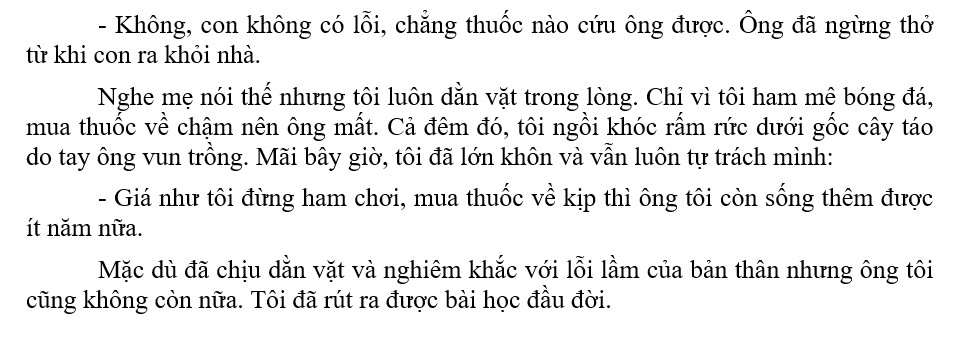 - Không, con không có lỗi, chẳng thuốc nào cứu ông được. Ông đã ngừng thở
từ khi con ra khỏi nhà.
Nghe mẹ nói thế nhưng tôi luôn dằn vặt trong lòng. Chỉ vì tôi ham mê bóng đá,
mua thuốc về chậm nên ông mất. Cả đêm đó, tôi ngồi khóc rấm rức dưới gốc cây táo
do tay ông vun trồng. Mãi bây giờ, tôi đã lớn khôn và vẫn luôn tự trách mình:
- Giá như tôi đừng ham chơi, mua thuốc về kịp thì ông tôi còn sống thêm được
ít năm nữa.
Mặc dù đã chịu dằn vặt và nghiêm khắc với lỗi lầm của bản thân nhưng ông tôi
cũng không còn nữa. Tôi đã rút ra được bài học đầu đời.